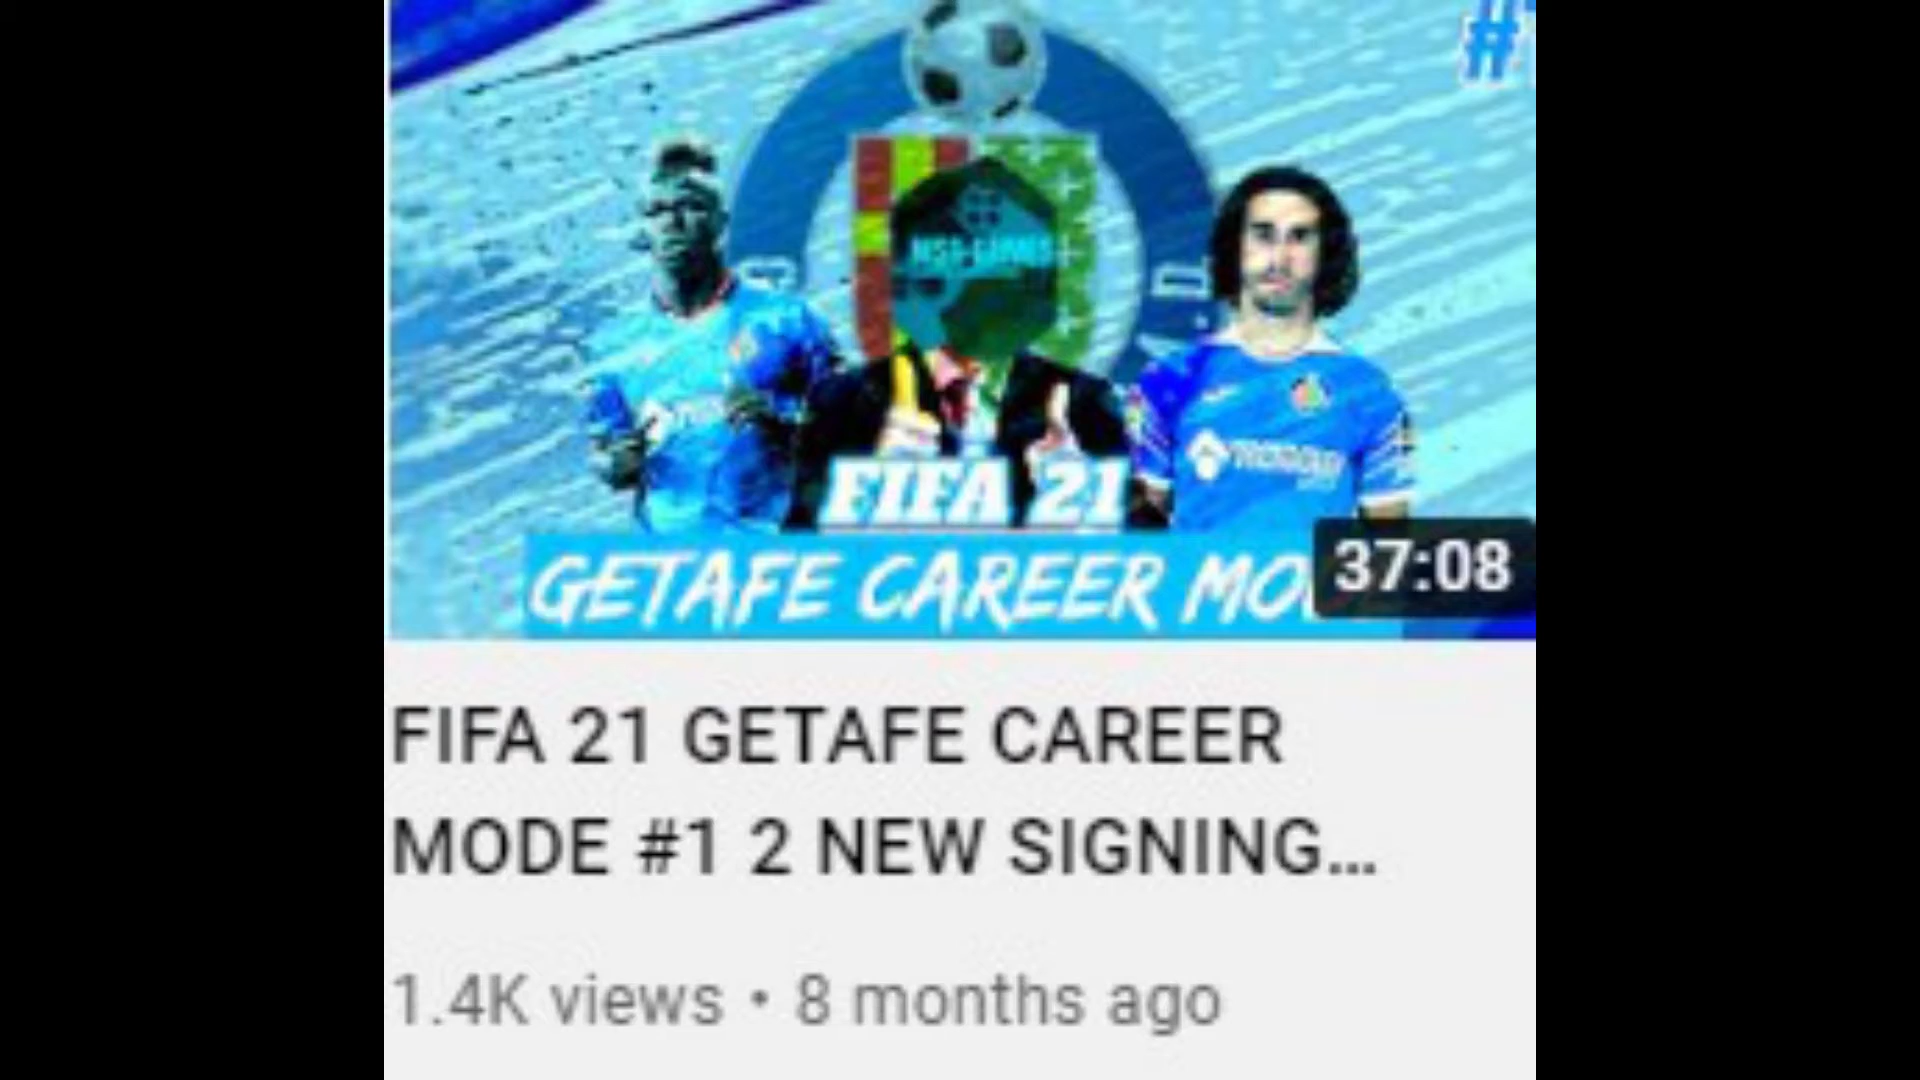 #1
FIFA 21
GETAFE CAREER MO
37:08
FIFA 21 GETAFE CAREER
MODE #1 2 NEW SIGNING...
1.4K views • 8 months ago